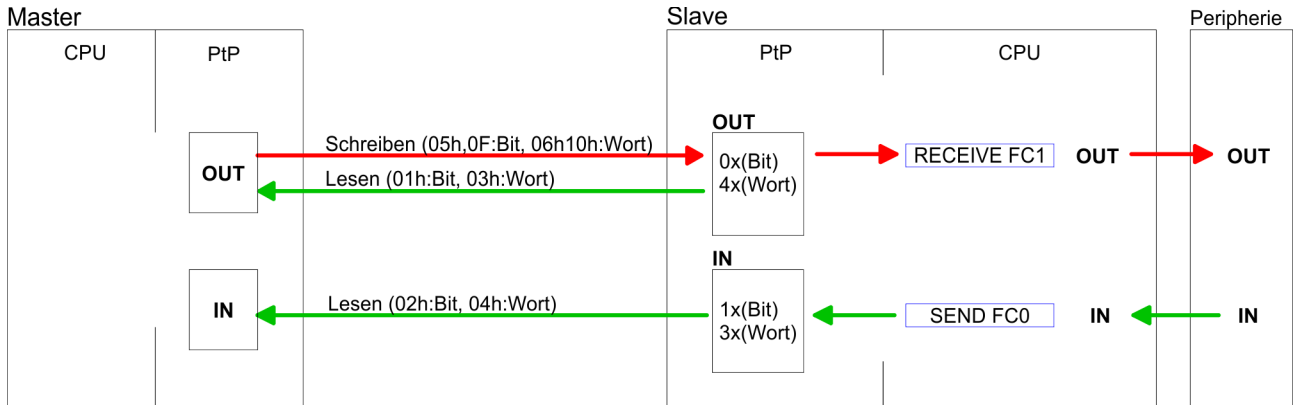 Master
Slave
Peripherie
CPU
PtP
PtP
CPU
OUT
Schreiben (05h,0F:Bit, 06h10h:Wort)
Lesen (01h:Bit, 03h:Wort)
OUT
0x(Bit)
4x(Wort)
RECEIVE FC1
OUT
OUT
IN
Lesen (02h:Bit, 04h:Wort)
IN
1x(Bit)
3x(Wort)
SEND FC0
IN
IN